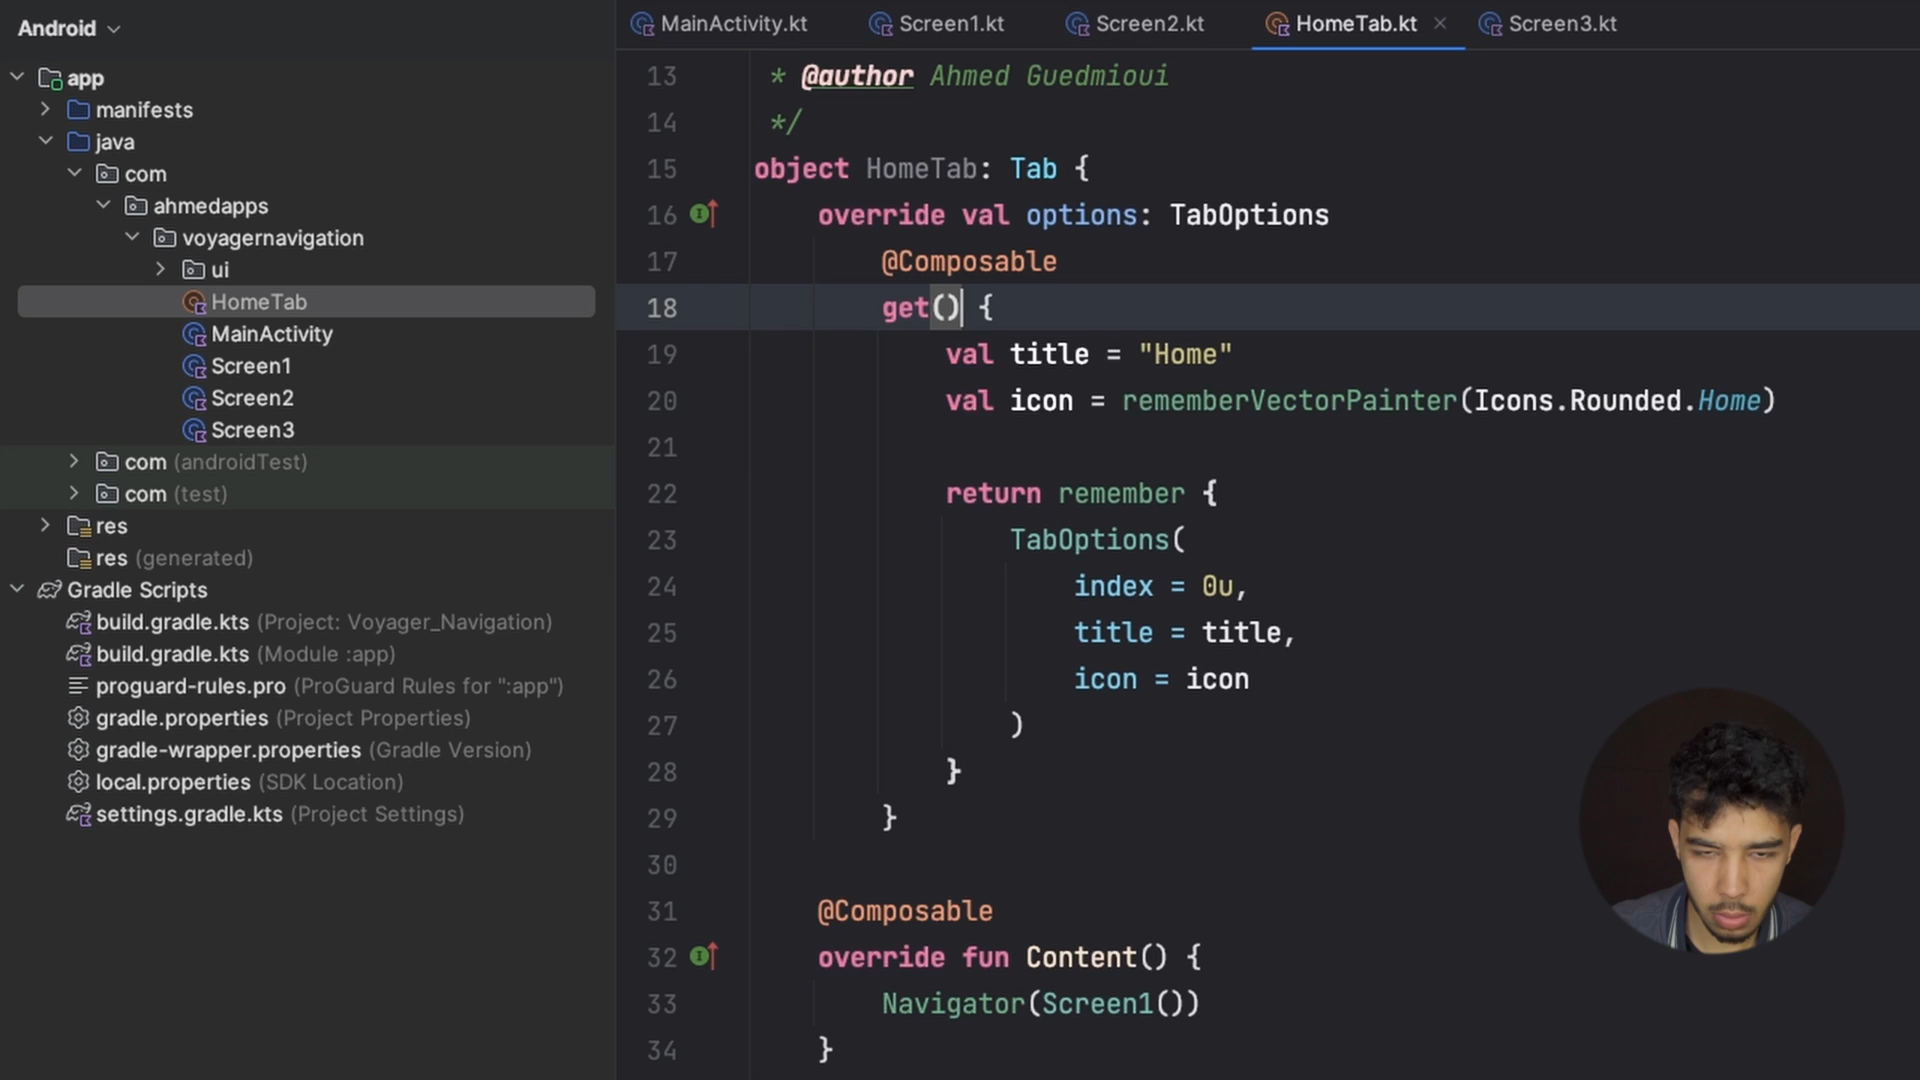 Android
app
manifests
java
com
ahmedapps
voyagernavigation
ui
HomeTab
MainActivity
Screen1
Screen2
Screen3
com (androidTest)
com (test)
res
res (generated)
Gradle Scripts
build.gradle.kts (Project: Voyager_Navigation)
build.gradle.kts (Module :app)
proguard-rules.pro (ProGuard Rules for ":app")
gradle.properties (Project Properties)
gradle-wrapper.properties (Gradle Version)
local.properties (SDK Location)
settings.gradle.kts (Project Settings)
MainActivity.kt Screen1.kt Screen2.kt HomeTab.kt Screen3.kt
13 * @author Ahmed Guedmioui
14 */
15 object HomeTab: Tab {
16 override val options: TabOptions
17 @Composable
18 get() {
19 val title = "Home"
20 val icon = rememberVectorPainter(Icons.Rounded.Home)
21
22 return remember {
23 TabOptions(
24 index = 0u,
25 title = title,
26 icon = icon
27 )
28 }
29 }
30
31 @Composable
32 override fun Content() {
33 Navigator(Screen1())
34 }